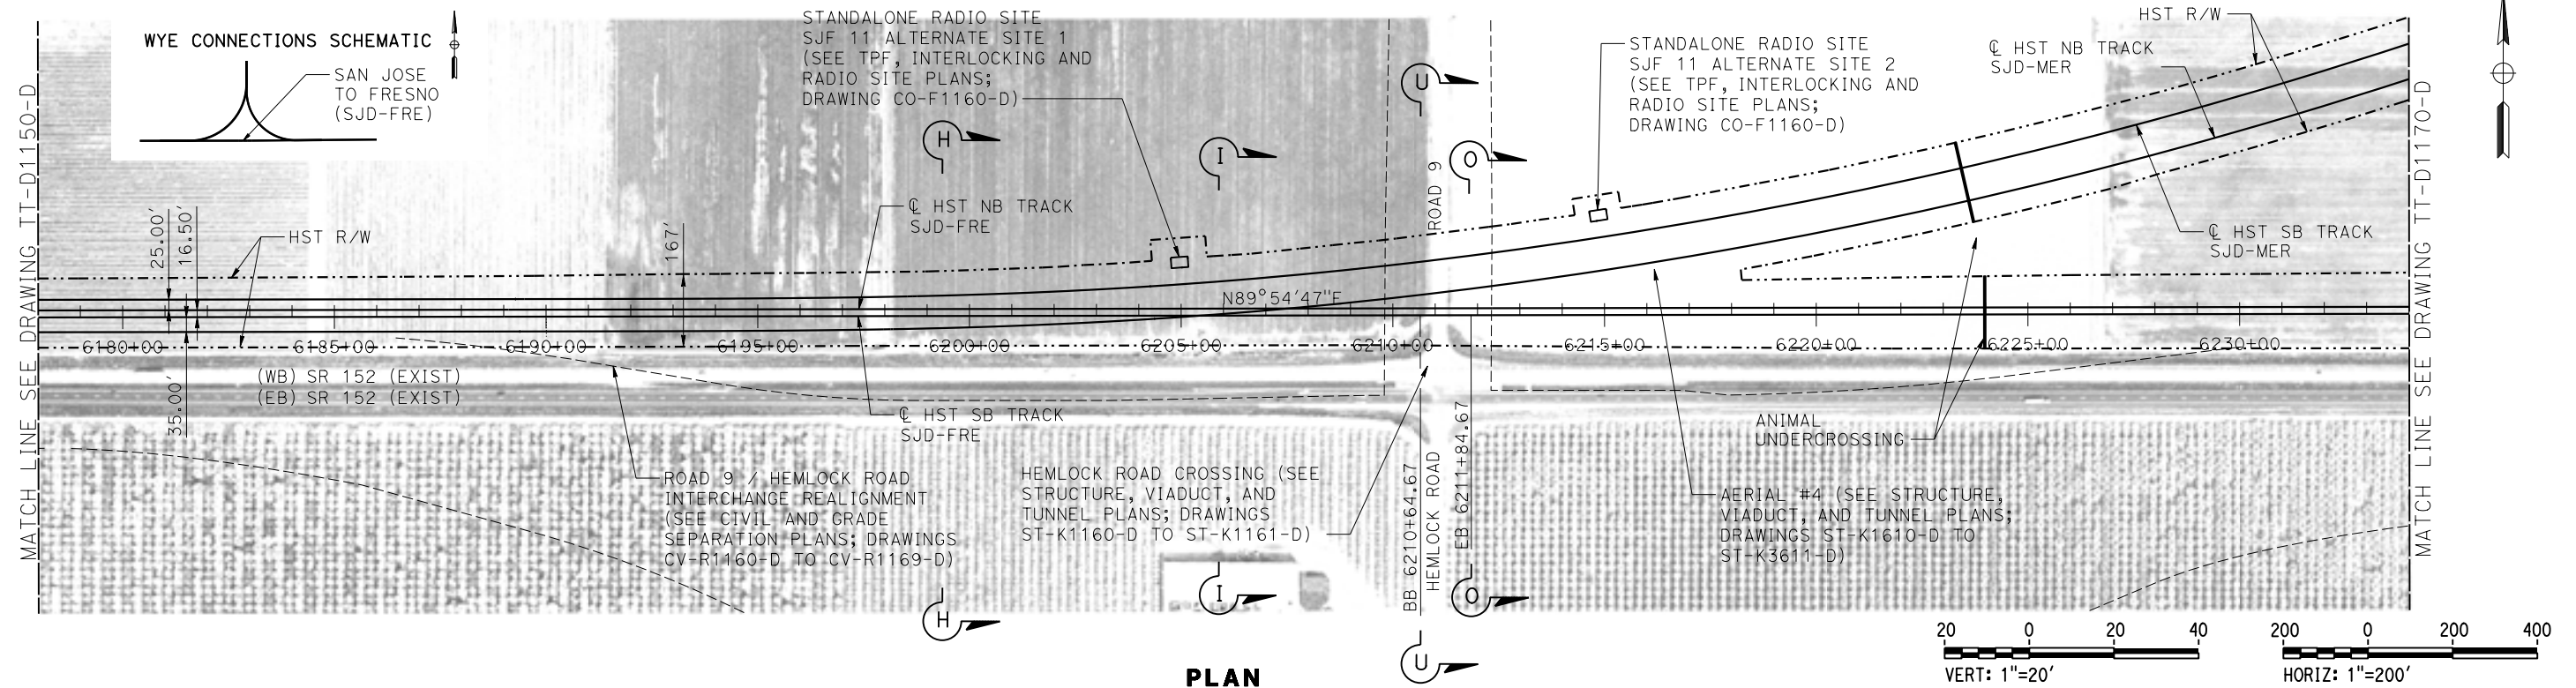 WYE CONNECTIONS SCHEMATIC
SAN JOSE
TO FRESNO
(SJD-FRE)
STANDALONE RADIO SITE
SJF 11 ALTERNATE SITE 1
(SEE TPF, INTERLOCKING AND
RADIO SITE PLANS;
DRAWING CO-F1160-D)
STANDALONE RADIO SITE
SJF 11 ALTERNATE SITE 2
(SEE TPF, INTERLOCKING AND
RADIO SITE PLANS;
DRAWING CO-F1160-D)
HST R/W
℄ HST NB TRACK
SJD-MER
U
H
I
O
ROAD 9
MATCH LINE SEE DRAWING TT-D1150-D
MATCH LINE SEE DRAWING TT-D1170-D
25.00'
16.50'
HST R/W
167'
℄ HST NB TRACK
SJD-FRE
℄ HST SB TRACK
SJD-MER
N89°54'47"E
6180+00
6185+00
6190+00
6195+00
6200+00
6205+00
6210+00
6215+00
6220+00
6225+00
6230+00
(WB) SR 152 (EXIST)
(EB) SR 152 (EXIST)
35.00'
℄ HST SB TRACK
SJD-FRE
ANIMAL
UNDERCROSSING
ROAD 9 / HEMLOCK ROAD
INTERCHANGE REALIGNMENT
(SEE CIVIL AND GRADE
SEPARATION PLANS; DRAWINGS
CV-R1160-D TO CV-R1169-D)
HEMLOCK ROAD CROSSING (SEE
STRUCTURE, VIADUCT, AND
TUNNEL PLANS; DRAWINGS
ST-K1160-D TO ST-K1161-D)
BB 6210+64.67
HEMLOCK ROAD
EB 6211+84.67
AERIAL #4 (SEE STRUCTURE,
VIADUCT, AND TUNNEL PLANS;
DRAWINGS ST-K1610-D TO
ST-K3611-D)
H
I
O
U
PLAN
20 0 20 40
VERT: 1"=20'
200 0 200 400
HORIZ: 1"=200'